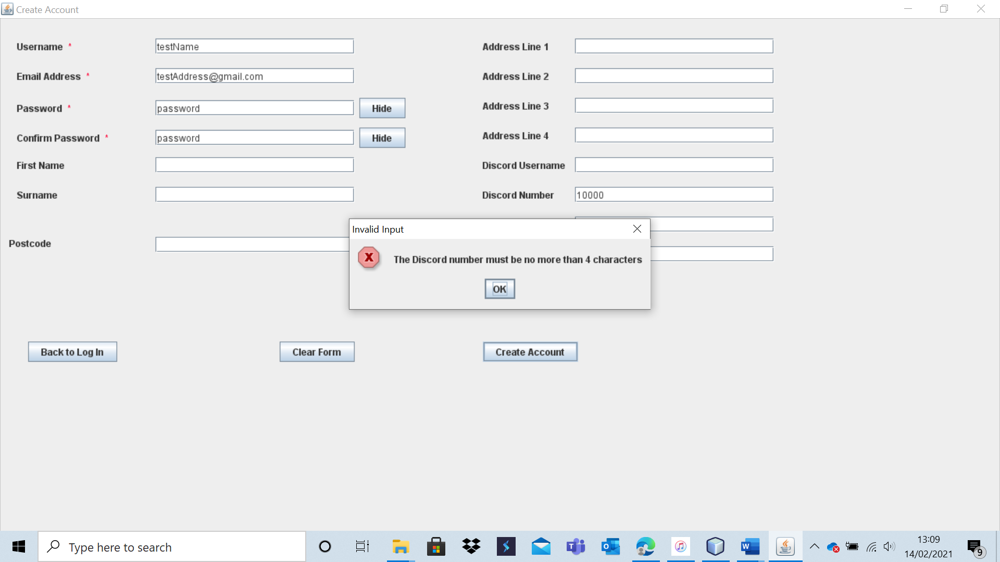 Create Account
Username *
testName
Email Address *
testAddress@gmail.com
Password *
password
Hide
Confirm Password *
password
Hide
First Name
Surname
Postcode
Address Line 1
Address Line 2
Address Line 3
Address Line 4
Discord Username
Discord Number
10000
Invalid Input
X
The Discord number must be no more than 4 characters
OK
Back to Log In
Clear Form
Create Account
Type here to search
13:09
14/02/2021
9